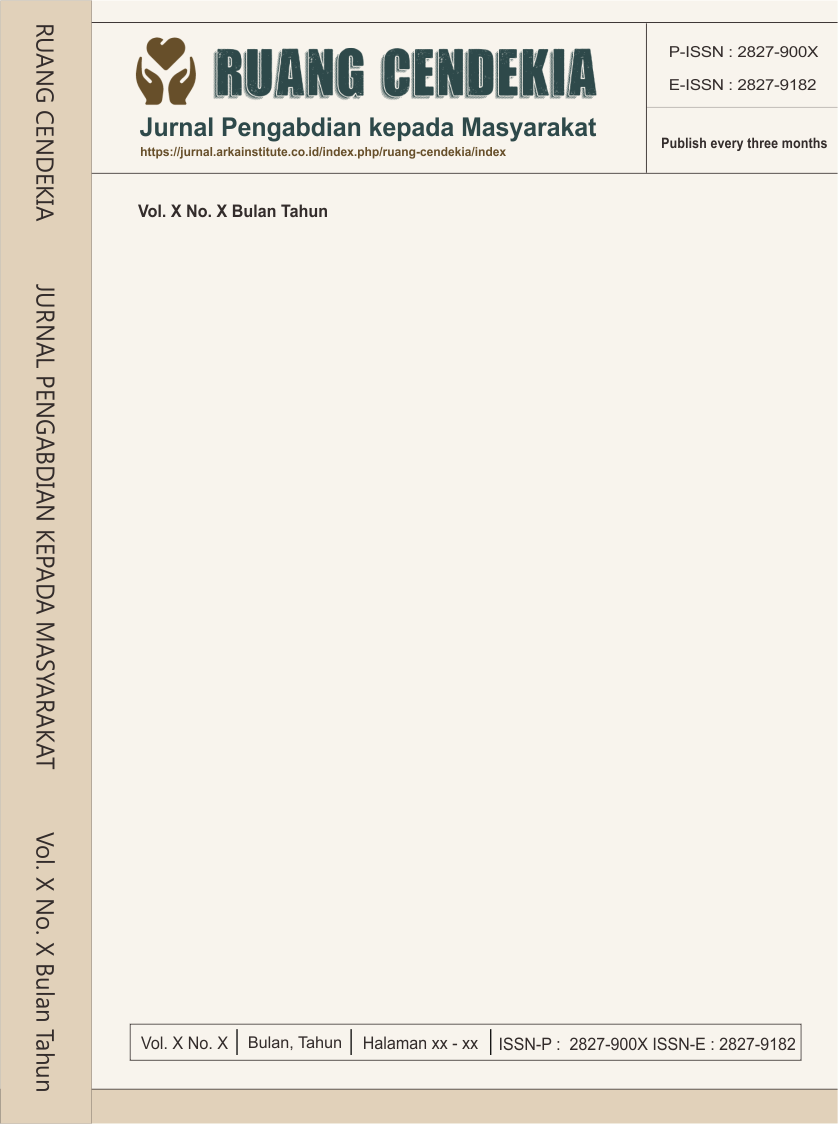 RUANG CENDEKIA
JURNAL PENGABDIAN KEPADA MASYARAKAT
Vol. X No. X Bulan Tahun
RUANG CENDEKIA
Jurnal Pengabdian kepada Masyarakat
https://jurnal.arkainstitute.co.id/index.php/ruang-cendekia/index
P-ISSN : 2827-900X
E-ISSN : 2827-9182
Publish every three months
Vol. X No. X Bulan Tahun
Vol. X No. X | Bulan, Tahun | Halaman xx - xx | ISSN-P : 2827-900X ISSN-E : 2827-9182